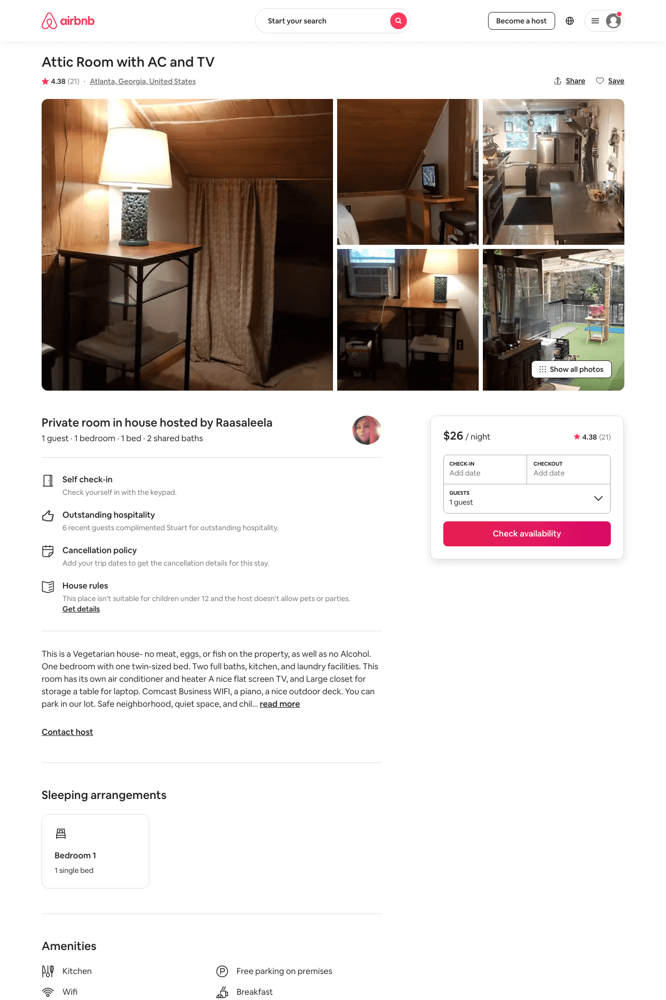 airbnb
Start your search
Become a host
Attic Room with AC and TV
4.38 (21) · Atlanta, Georgia, United States
Share
Save
Show all photos
Private room in house hosted by Raasaleela
1 guest · 1 bedroom · 1 bed · 2 shared baths
$26 / night
4.38 (21)
CHECK-IN
Add date
CHECKOUT
Add date
GUESTS
1 guest
Check availability
Self check-in
Check yourself in with the keypad.
Outstanding hospitality
6 recent guests complimented Stuart for outstanding hospitality.
Cancellation policy
Add your trip dates to get the cancellation details for this stay.
House rules
This place isn’t suitable for children under 12 and the host doesn’t allow pets or parties.
Get details
This is a Vegetarian house- no meat, eggs, or fish on the property, as well as no Alcohol.
One bedroom with one twin-sized bed. Two full baths, kitchen, and laundry facilities. This
room has its own air conditioner and heater A nice flat screen TV, and Large closet for
storage a table for laptop. Comcast Business WIFI, a piano, a nice outdoor deck. You can
park in our lot. Safe neighborhood, quiet space, and chil... read more
Contact host
Sleeping arrangements
Bedroom 1
1 single bed
Amenities
Kitchen
Free parking on premises
Wifi
Breakfast